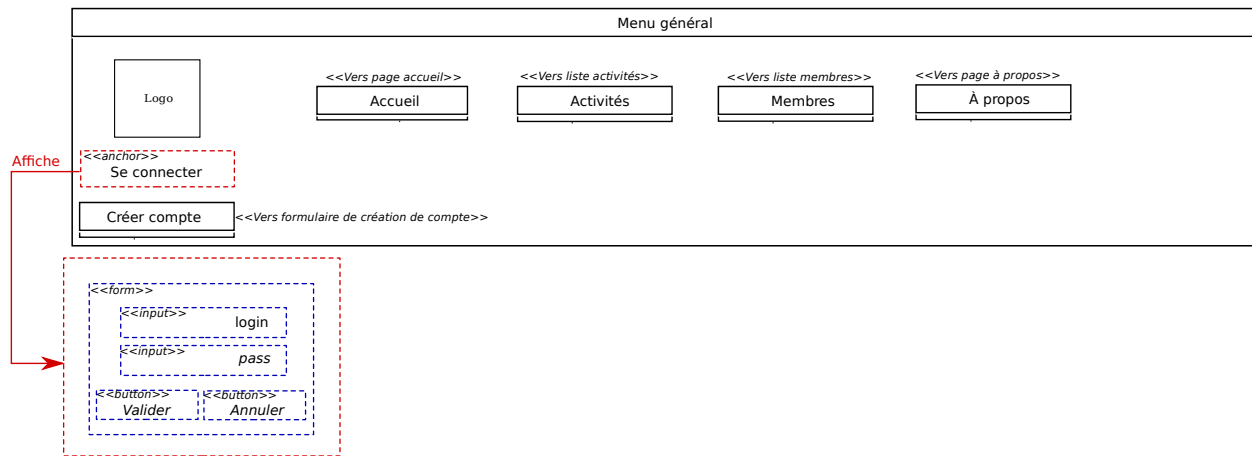 Menu général
Logo
<<Vers page accueil>>
Accueil
<<Vers liste activités>>
Activités
<<Vers liste membres>>
Membres
<<Vers page à propos>>
À propos
Affiche
<<anchor>>
Se connecter
Créer compte
<<Vers formulaire de création de compte>>
<<form>>
<<input>>
login
<<input>>
pass
<<button>>
Valider
<<button>>
Annuler